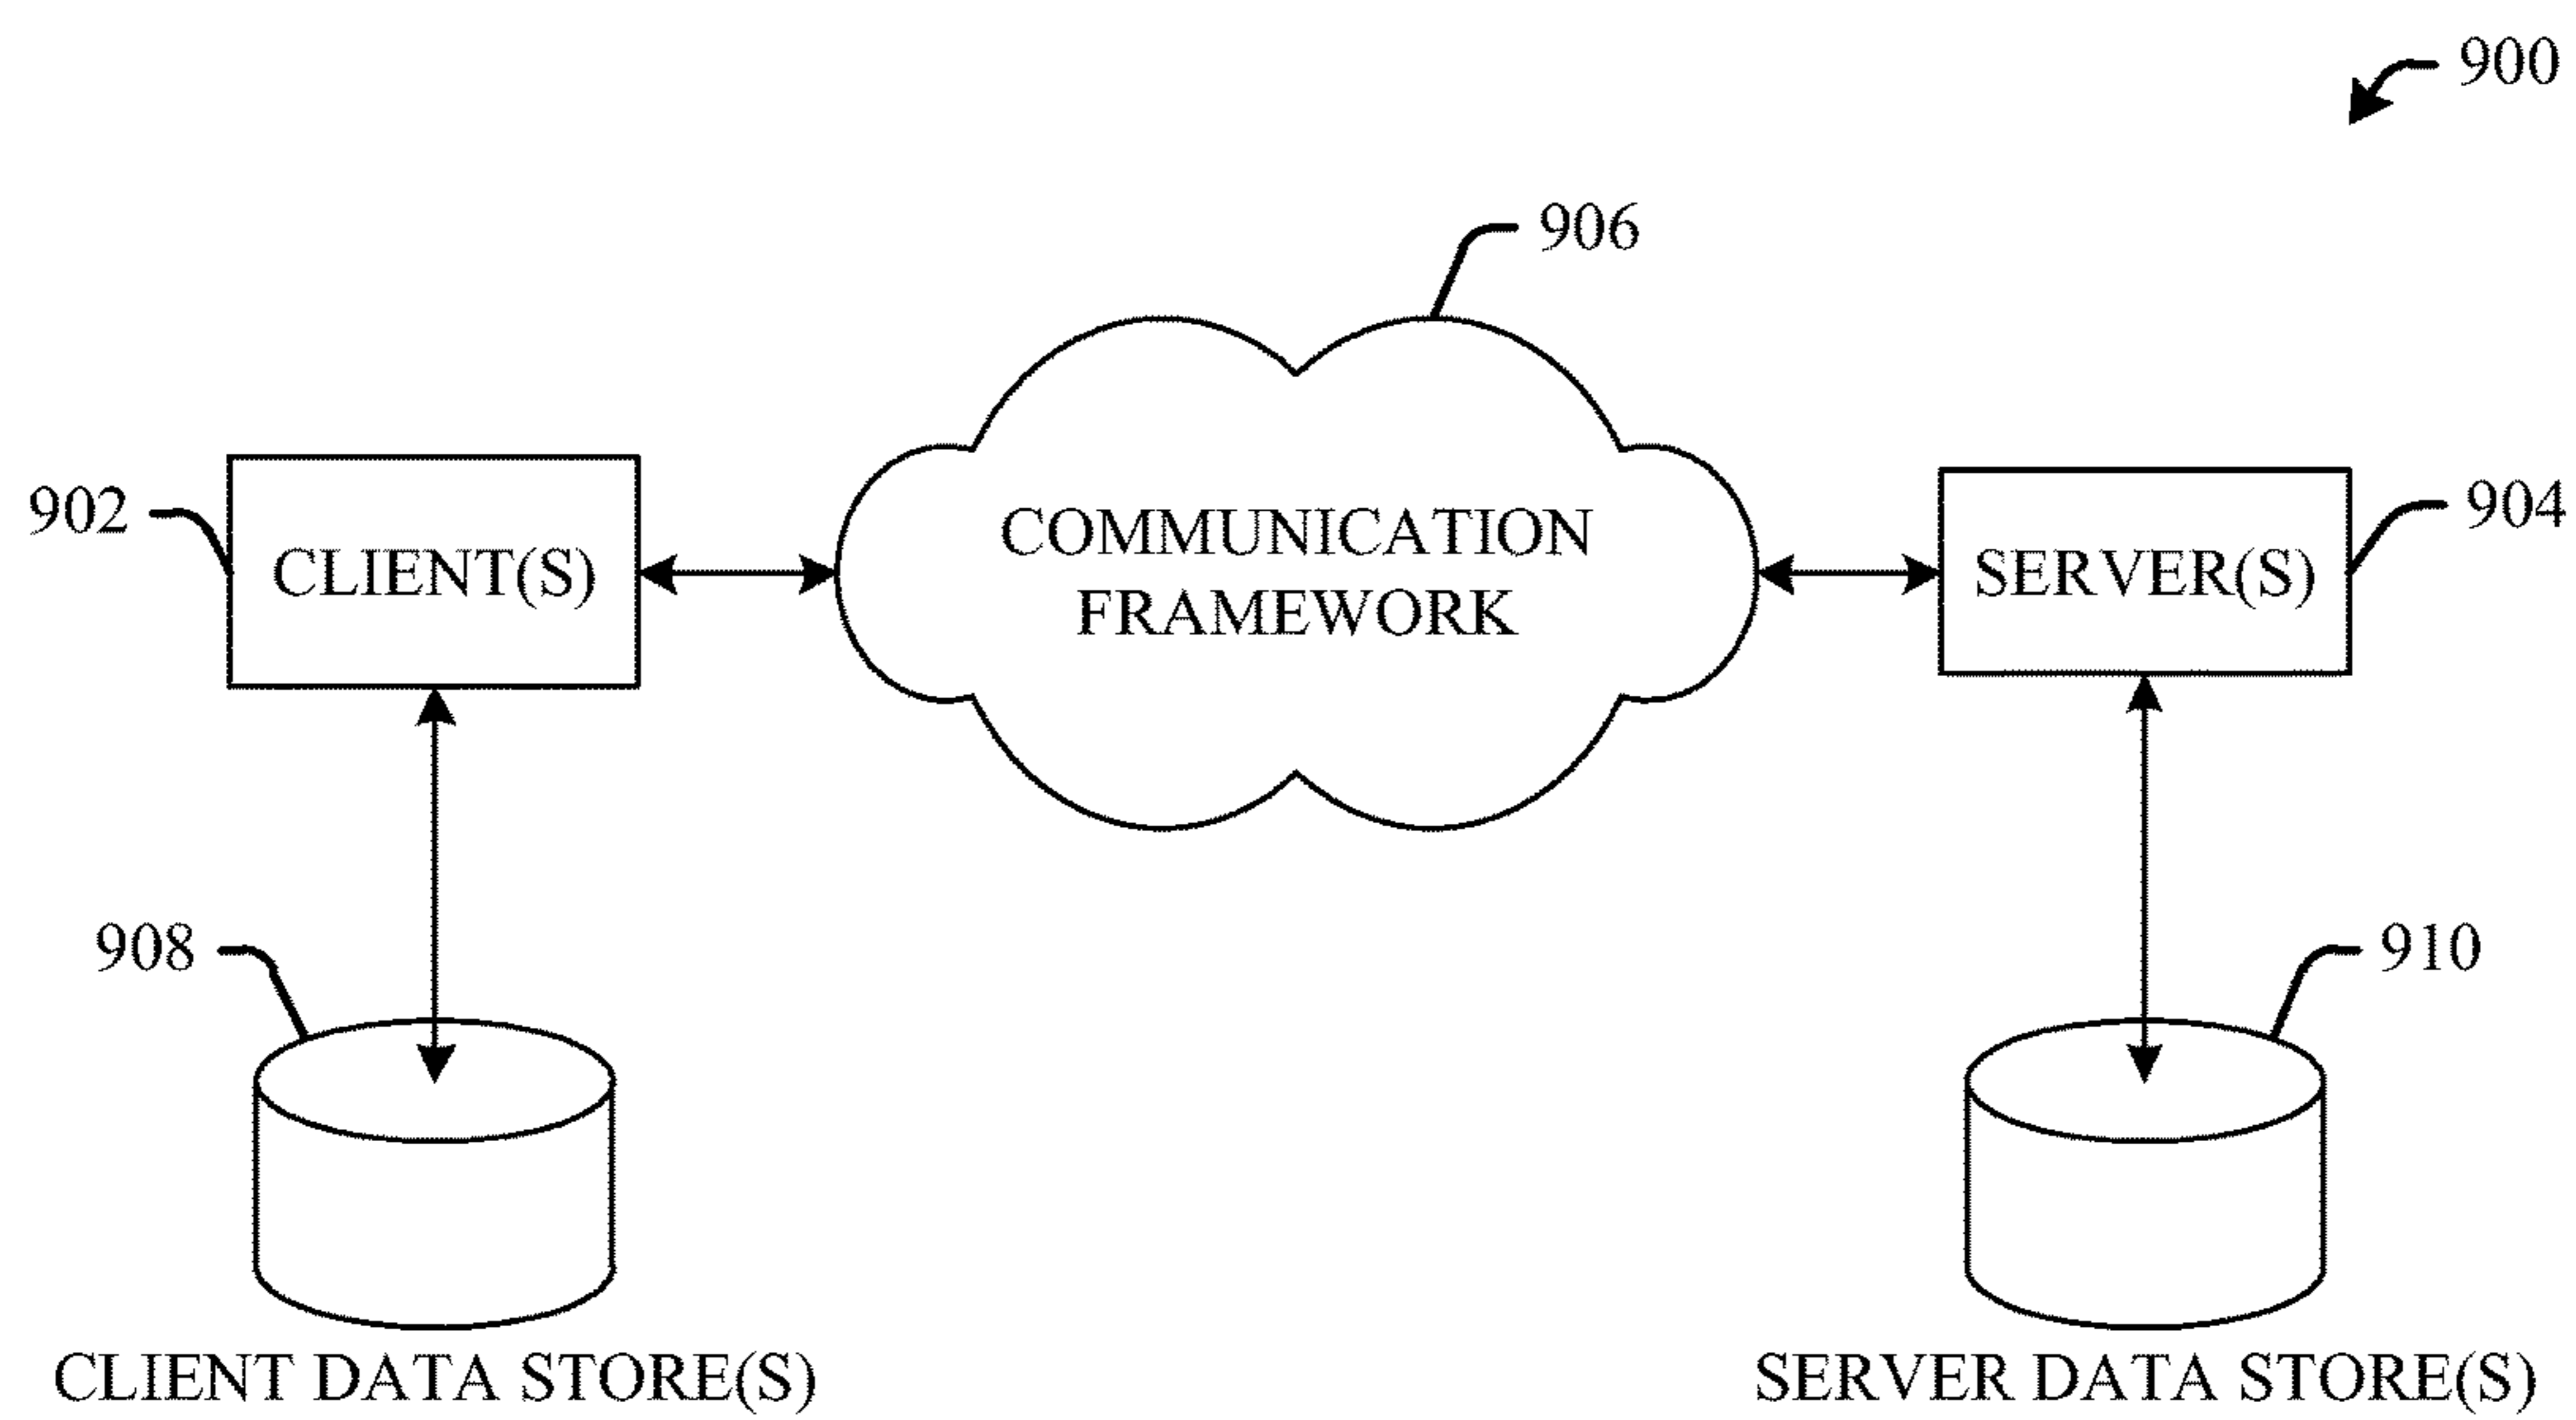 900
906
902
CLIENT(S)
COMMUNICATION
FRAMEWORK
SERVER(S)
904
908
910
CLIENT DATA STORE(S)
SERVER DATA STORE(S)